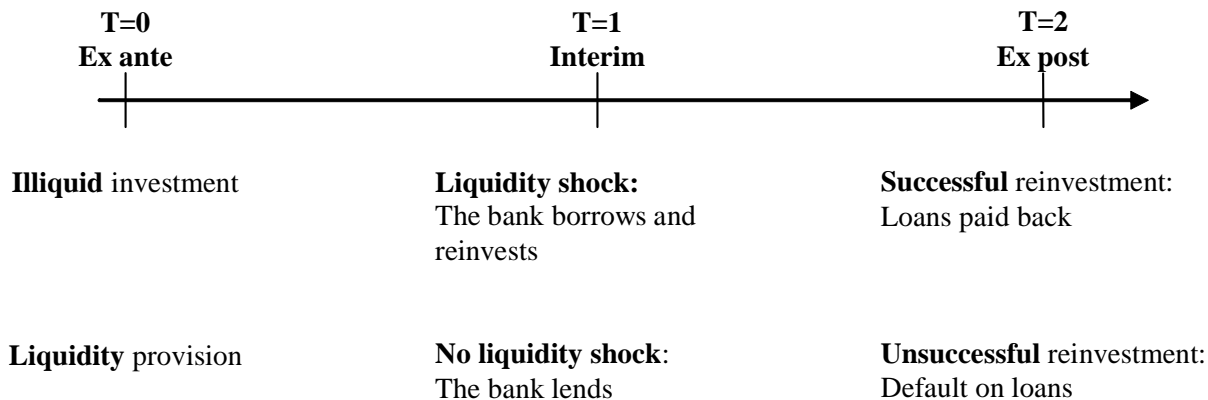 T=0
Ex ante
T=1
Interim
T=2
Ex post
Illiquid investment
Liquidity shock:
The bank borrows and
reinvests
Successful reinvestment:
Loans paid back
Liquidity provision
No liquidity shock:
The bank lends
Unsuccessful reinvestment:
Default on loans